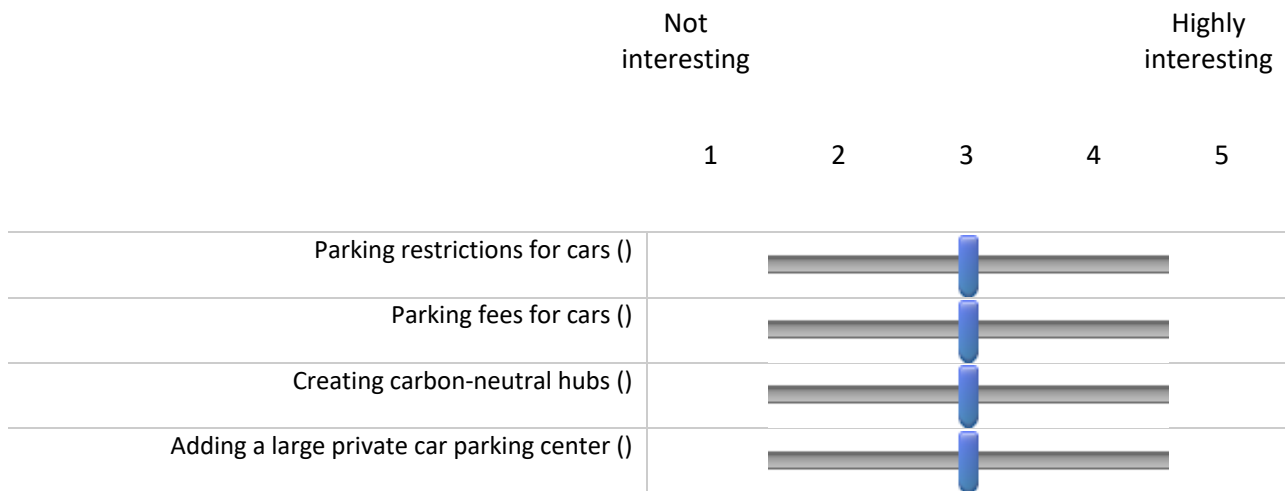 Not
interesting
Highly
interesting
1 2 3 4 5
Parking restrictions for cars ()
Parking fees for cars ()
Creating carbon-neutral hubs ()
Adding a large private car parking center ()